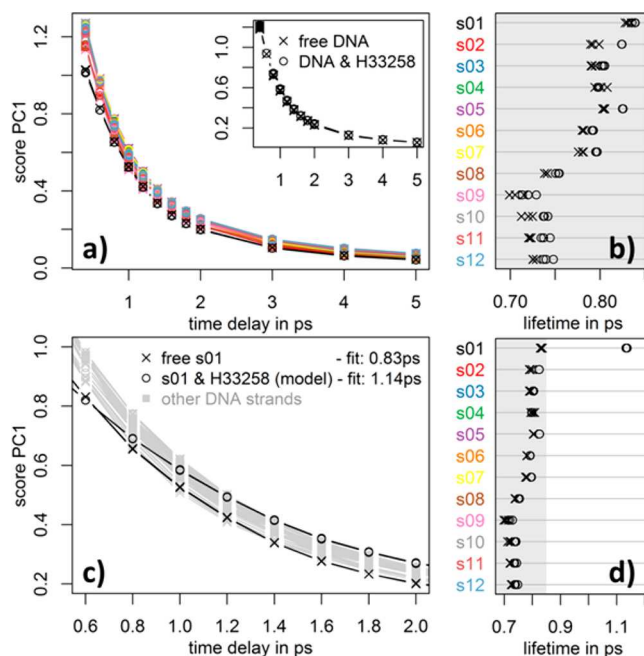 score PC1
0.0 0.4 0.8 1.2
a)
1 2 3 4 5
time delay in ps
0.2 0.6 1.0
× free DNA
○ DNA & H33258
1 2 3 4 5
s01
s02
s03
s04
s05
s06
s07
s08
s09
s10
s11
s12
b)
0.70 0.80
lifetime in ps
score PC1
0.2 0.4 0.6 0.8 1.0
× free s01 - fit: 0.83ps
○ s01 & H33258 (model) - fit: 1.14ps
other DNA strands
c)
0.6 0.8 1.0 1.2 1.4 1.6 1.8 2.0
time delay in ps
s01
s02
s03
s04
s05
s06
s07
s08
s09
s10
s11
s12
d)
0.7 0.9 1.1
lifetime in ps